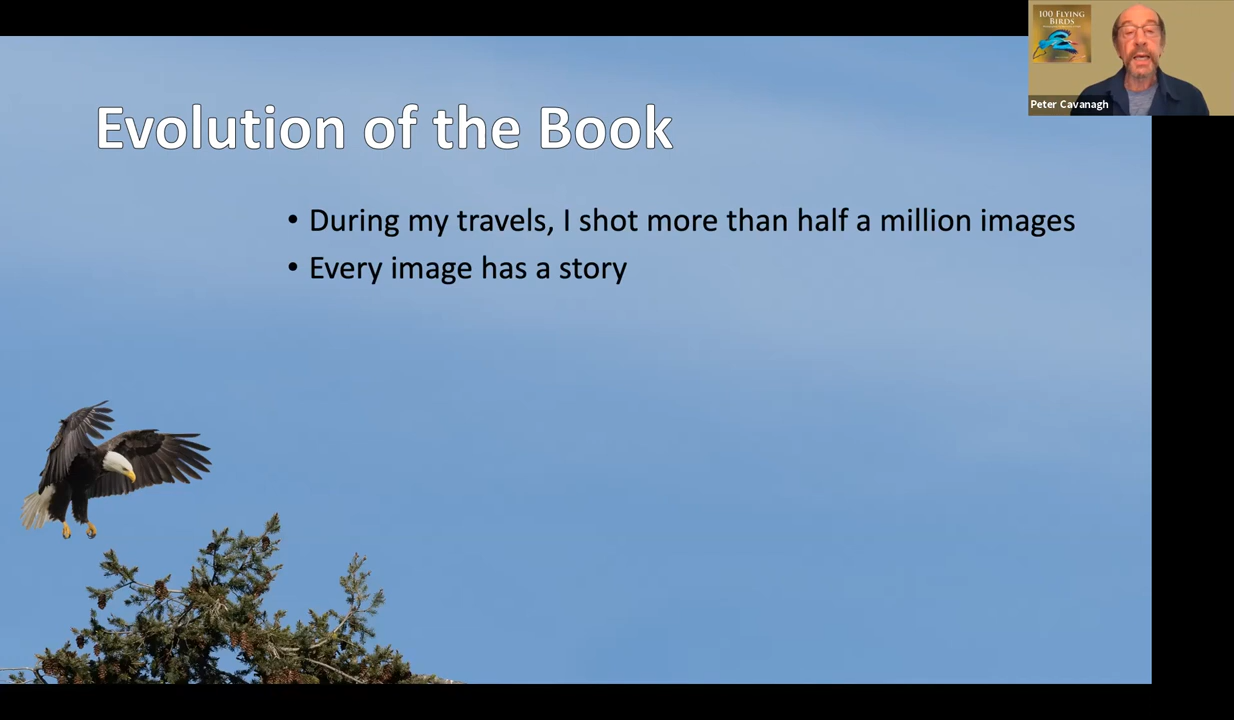 100 FLYING
BIRDS
Peter Cavanagh
Evolution of the Book
• During my travels, I shot more than half a million images
• Every image has a story